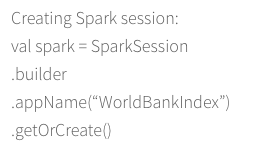 Creating Spark session:
val spark = SparkSession
.builder
.appName(“WorldBankIndex”)
.getOrCreate()